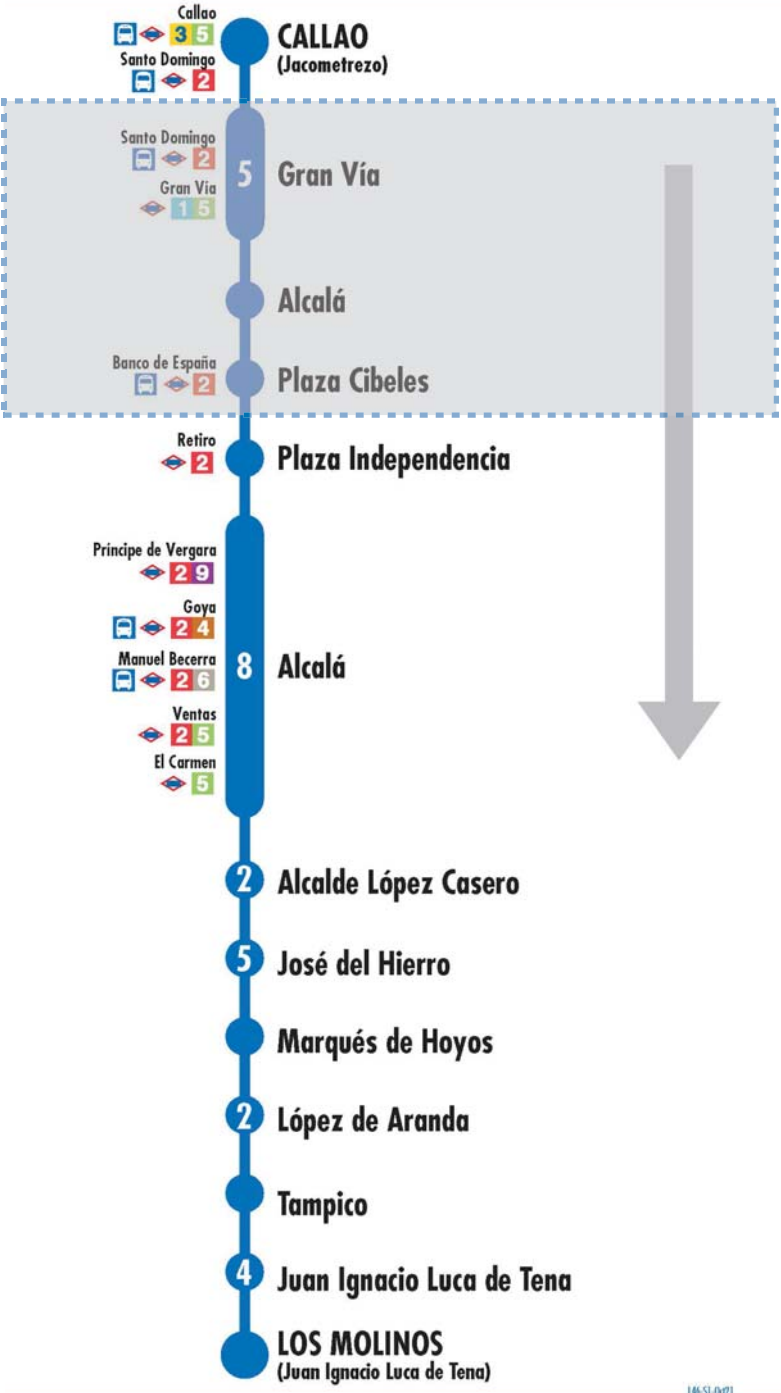 Callao
3 5
CALLAO
(Jacometrezo)
Santo Domingo
2
Santo Domingo
2
Gran Vía
1 5
5
Gran Vía
Alcalá
Banco de España
2
Plaza Cibeles
Retiro
2
Plaza Independencia
Príncipe de Vergara
2 9
Goya
2 4
Manuel Becerra
2 6
Ventas
2 5
El Carmen
5
8
Alcalá
2
Alcalde López Casero
5
José del Hierro
Marqués de Hoyos
2
López de Aranda
Tampico
4
Juan Ignacio Luca de Tena
LOS MOLINOS
(Juan Ignacio Luca de Tena)